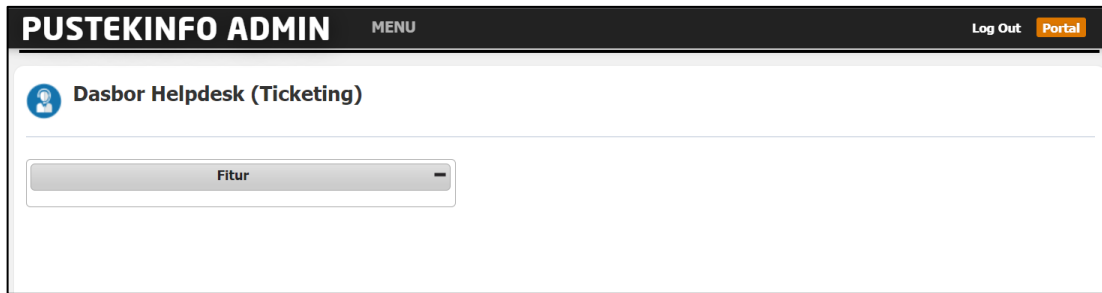 PUSTEKINFO ADMIN MENU Log Out Portal
Dasbor Helpdesk (Ticketing)
Fitur